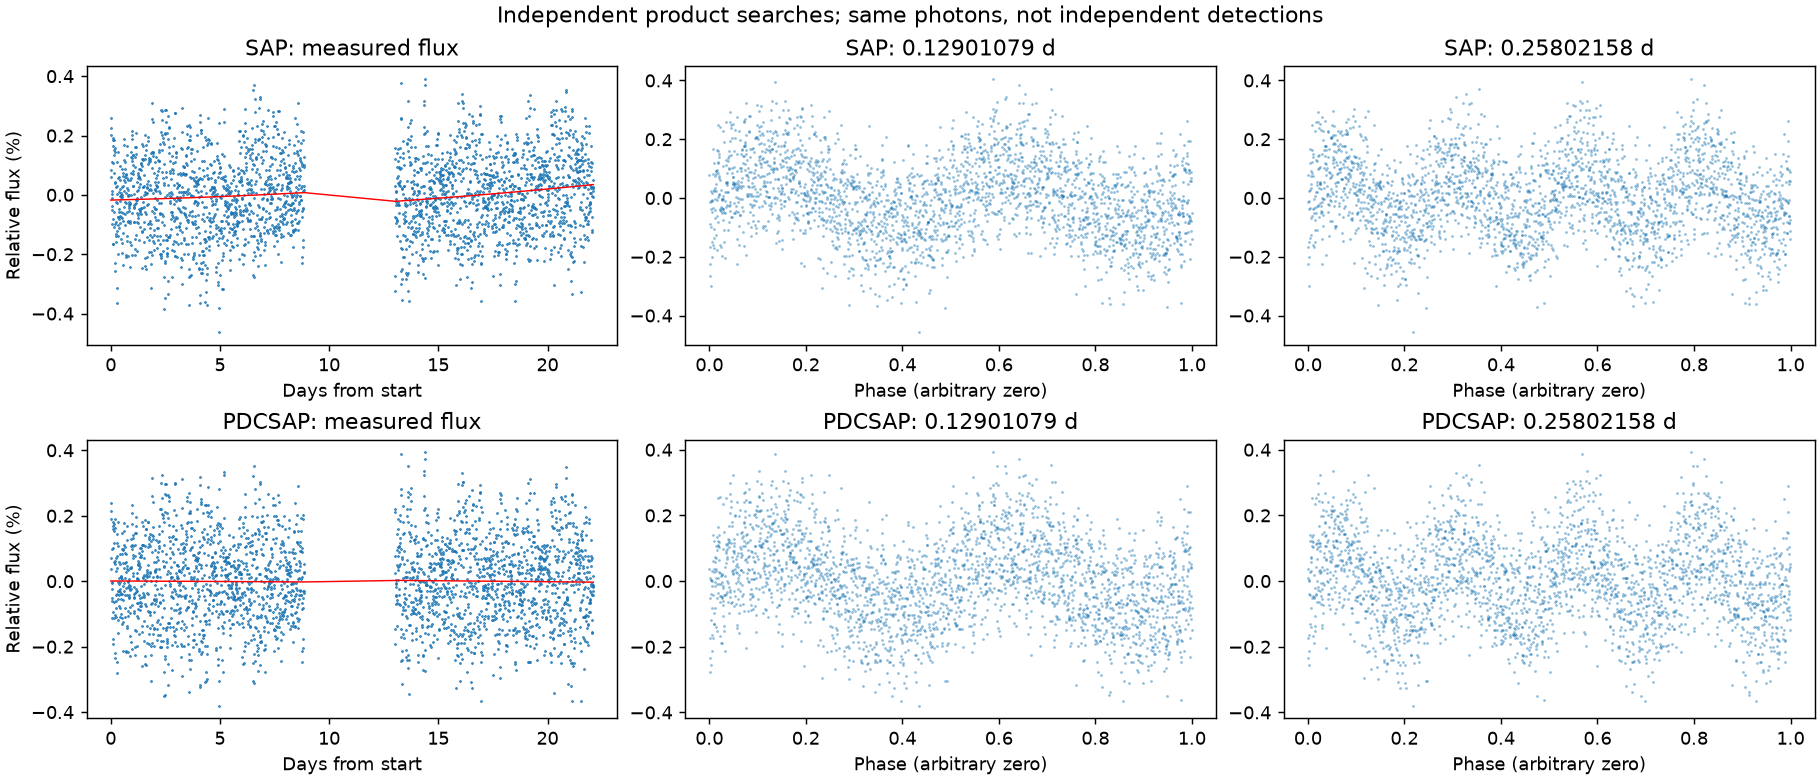 Independent product searches; same photons, not independent detections
SAP: measured flux
SAP: 0.12901079 d
SAP: 0.25802158 d
Relative flux (%)
0.4
0.2
0.0
−0.2
−0.4
0 5 10 15 20
Days from start
0.4
0.2
0.0
−0.2
−0.4
0.0 0.2 0.4 0.6 0.8 1.0
Phase (arbitrary zero)
0.4
0.2
0.0
−0.2
−0.4
0.0 0.2 0.4 0.6 0.8 1.0
Phase (arbitrary zero)
PDCSAP: measured flux
PDCSAP: 0.12901079 d
PDCSAP: 0.25802158 d
Relative flux (%)
0.4
0.2
0.0
−0.2
−0.4
0 5 10 15 20
Days from start
0.4
0.2
0.0
−0.2
−0.4
0.0 0.2 0.4 0.6 0.8 1.0
Phase (arbitrary zero)
0.4
0.2
0.0
−0.2
−0.4
0.0 0.2 0.4 0.6 0.8 1.0
Phase (arbitrary zero)